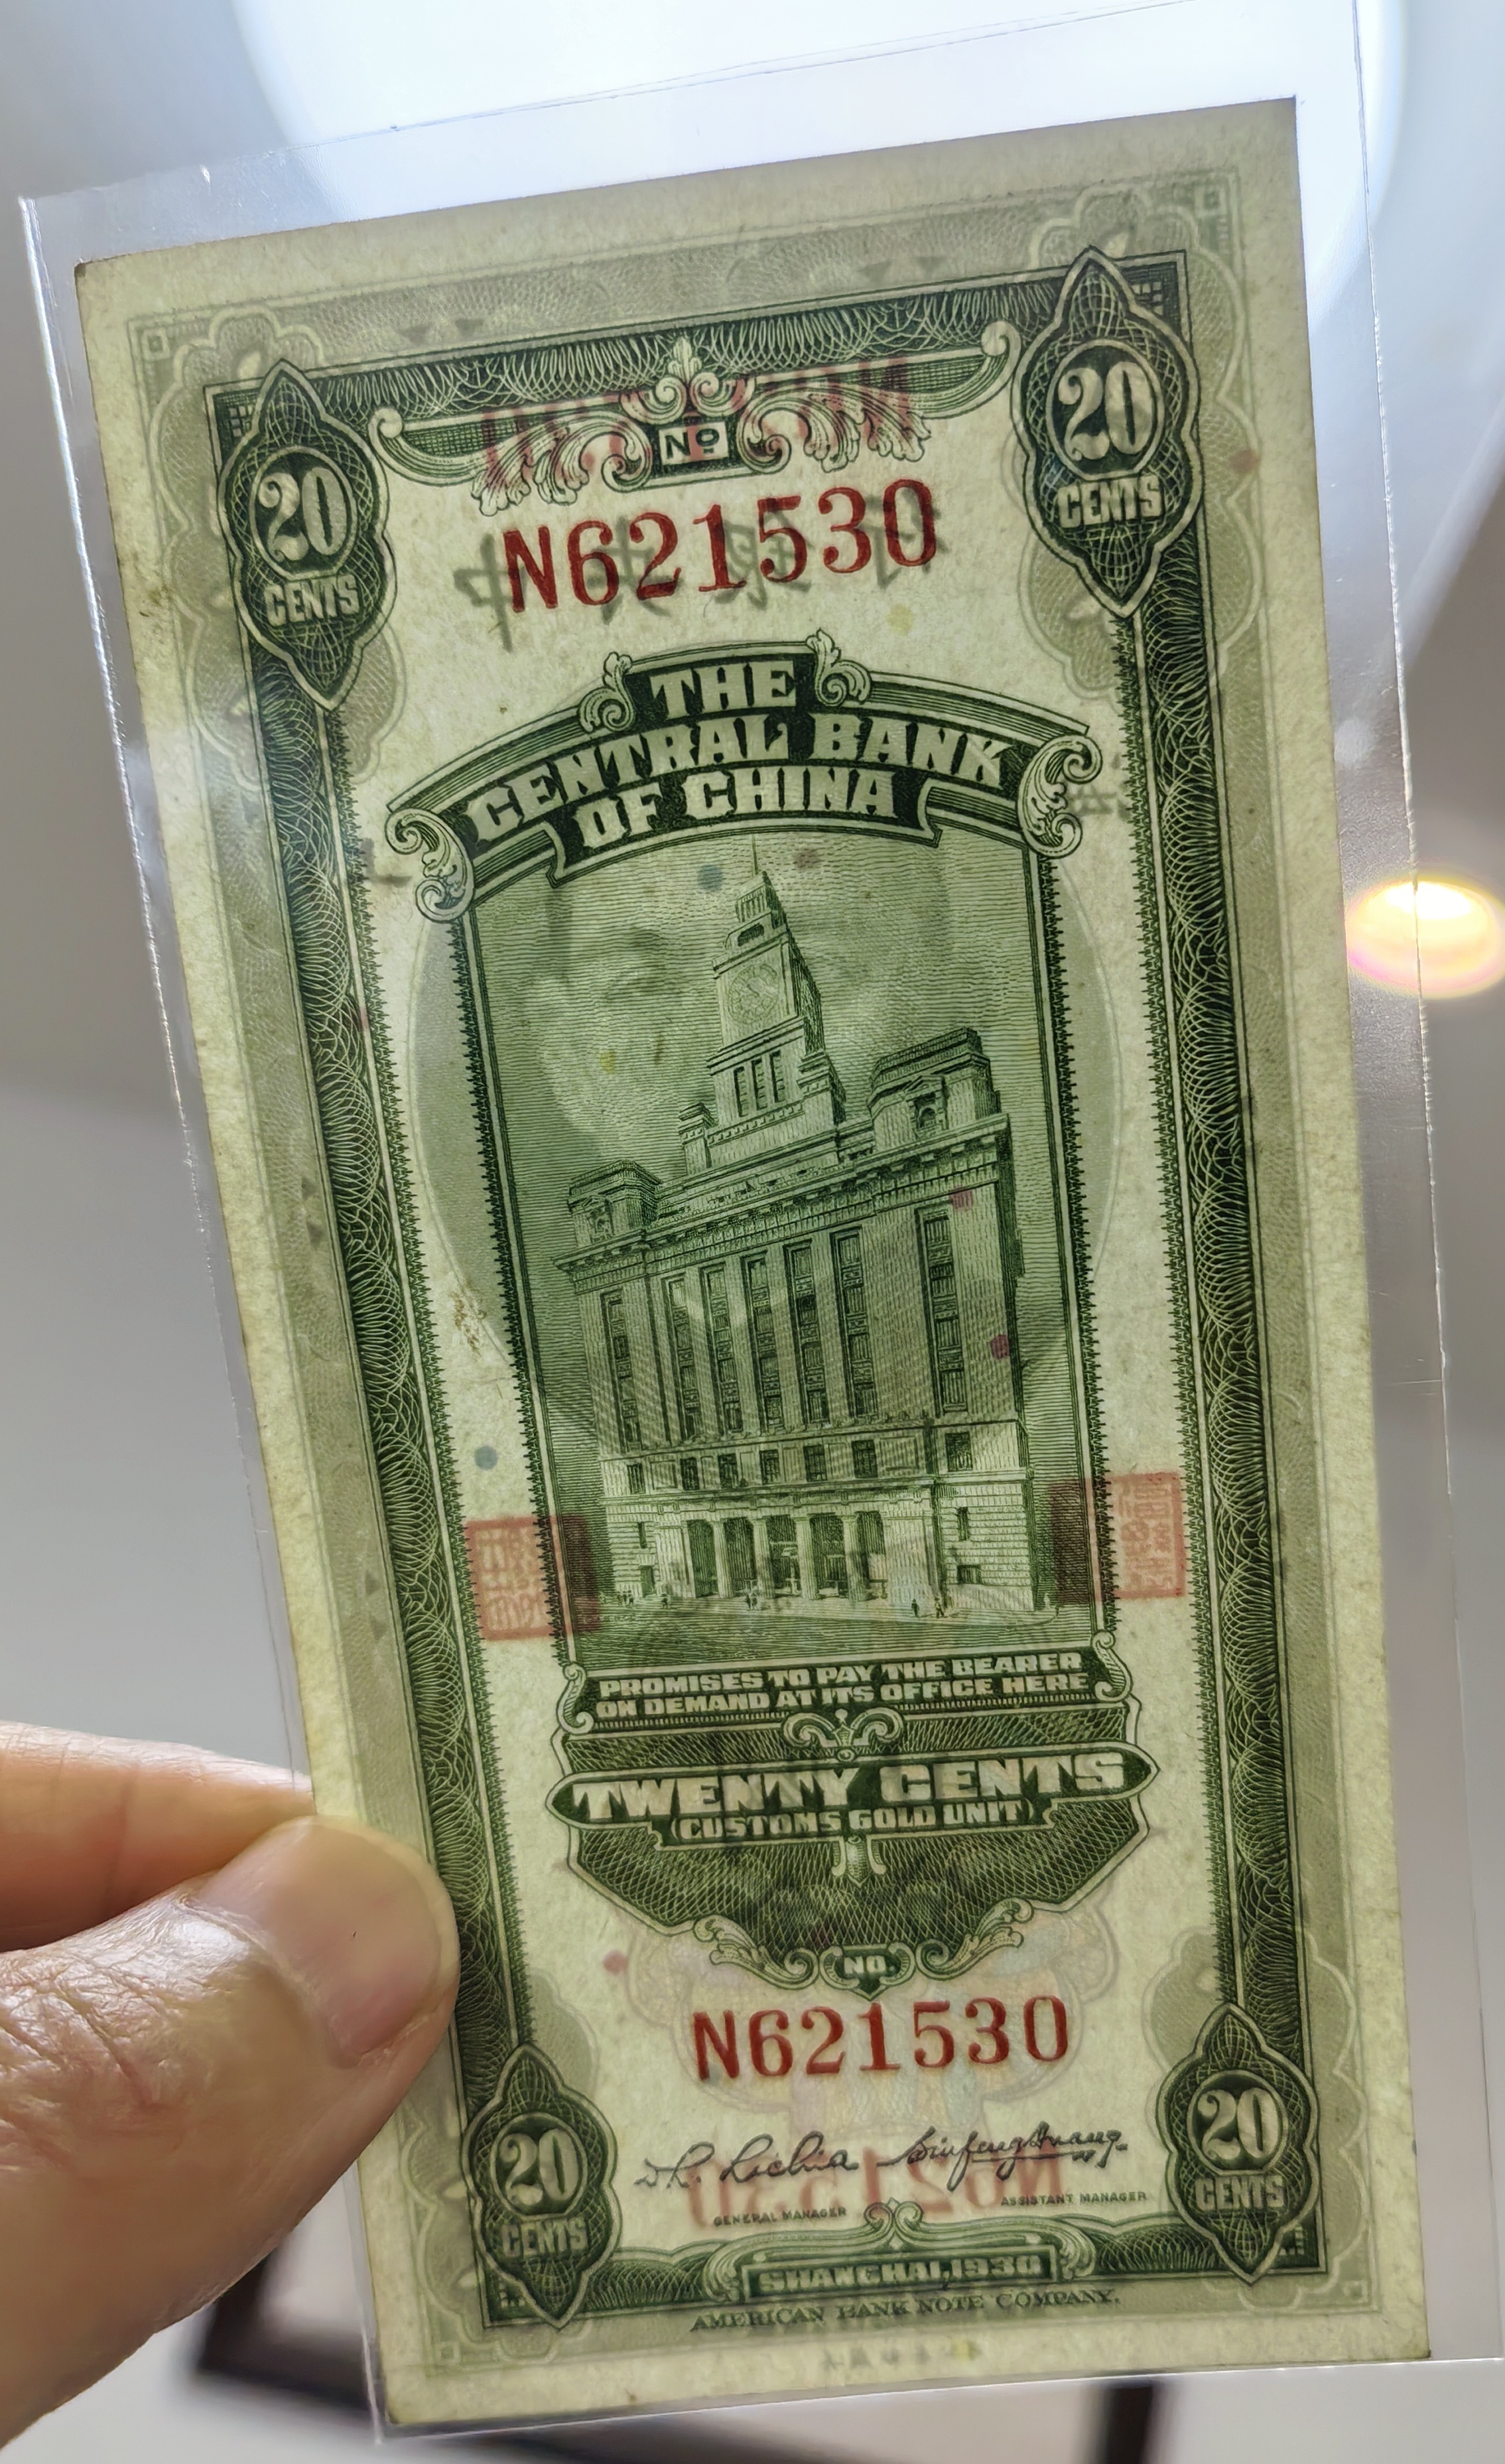 20
CENTS
20
CENTS
Nº
N621530
THE
CENTRAL BANK
OF CHINA
PROMISES TO PAY THE BEARER
ON DEMAND AT ITS OFFICE HERE
TWENTY CENTS
(CUSTOMS GOLD UNIT)
NO.
N621530
GENERAL MANAGER
ASSISTANT MANAGER
20
CENTS
20
CENTS
SHANGHAI, 1930
AMERICAN BANK NOTE COMPANY.